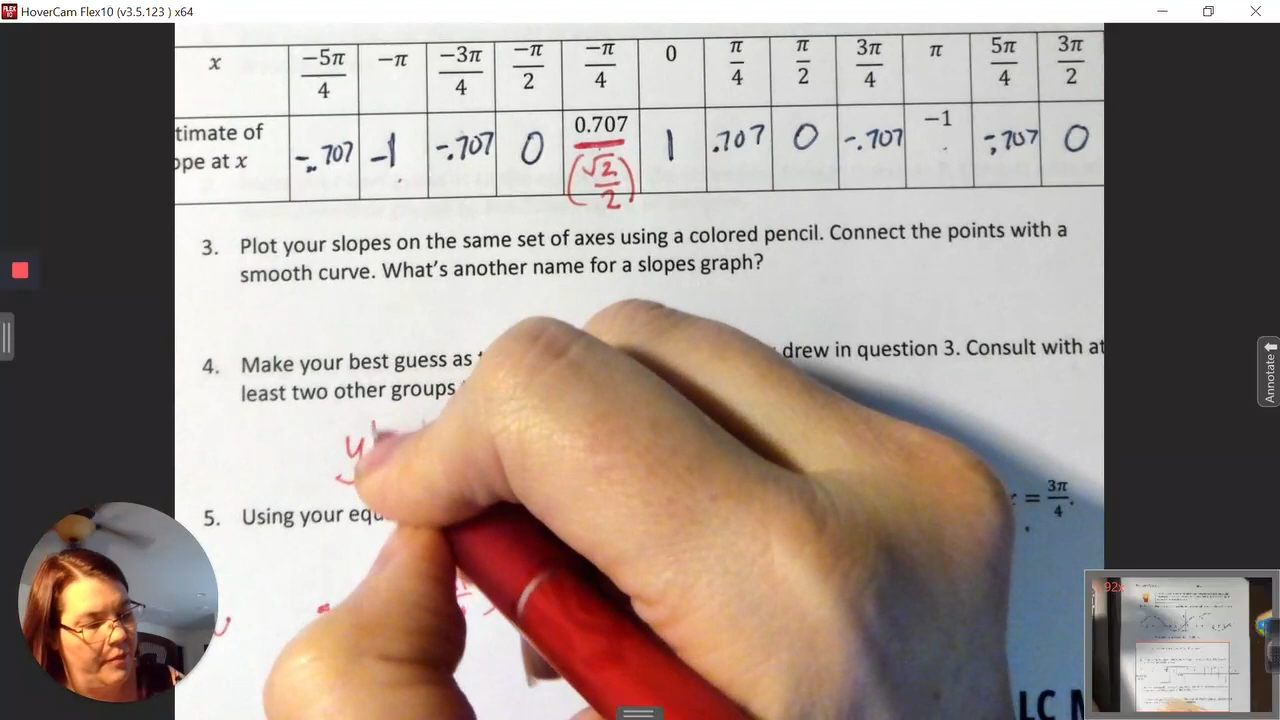 HoverCam Flex10 (v3.5.123 ) x64
x −5π/4 −π −3π/4 −π/2 −π/4 0 π/4 π/2 3π/4 π 5π/4 3π/2
timate of
ope at x -.707 -1 -.707 0 0.707 1 .707 0 -.707 −1 -.707 0
(√2/2)
3. Plot your slopes on the same set of axes using a colored pencil. Connect the points with a
smooth curve. What's another name for a slopes graph?
4. Make your best guess as drew in question 3. Consult with at
least two other groups
y'
5. Using your equ = 3π/4.
LC
Annotate
92x